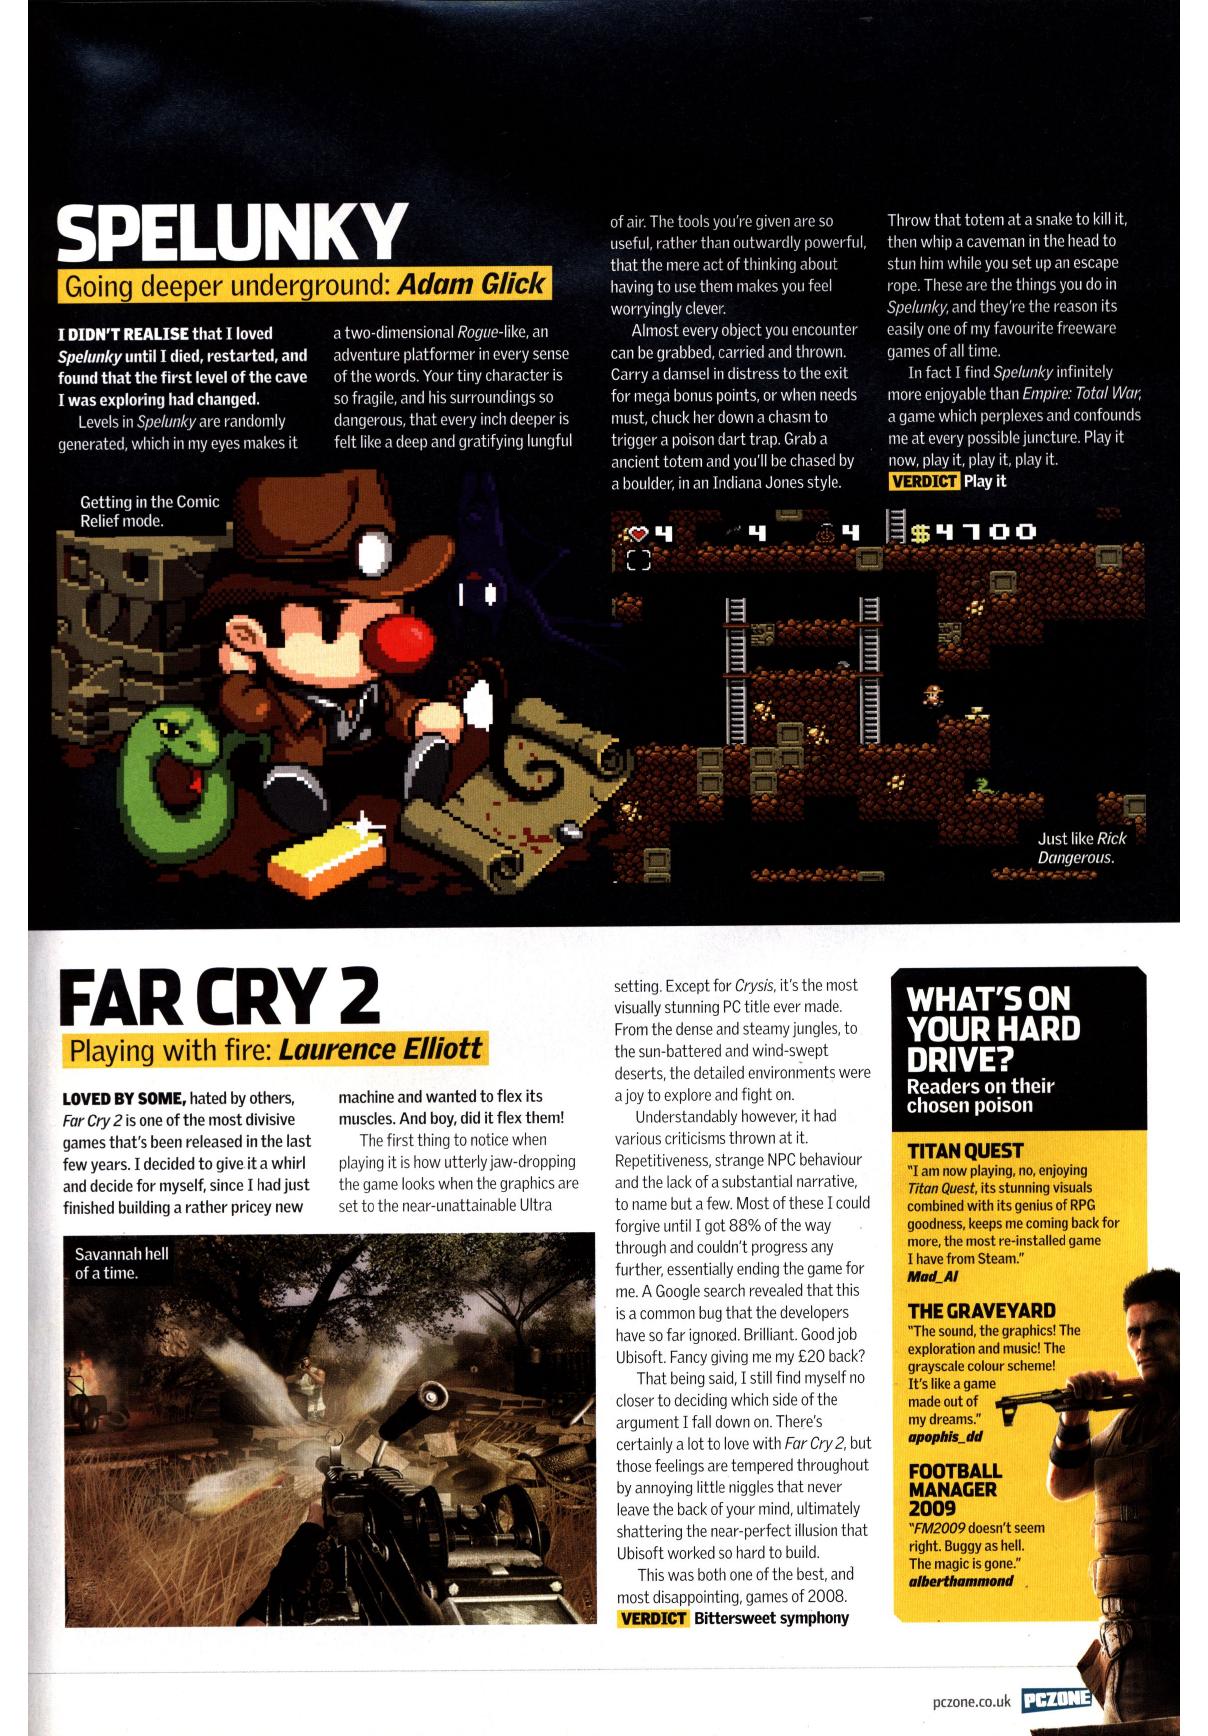 SPELUNKY
Going deeper underground: Adam Glick
I DIDN'T REALISE that I loved
Spelunky until I died, restarted, and
found that the first level of the cave
I was exploring had changed.
Levels in Spelunky are randomly
generated, which in my eyes makes it
a two-dimensional Rogue-like, an
adventure platformer in every sense
of the words. Your tiny character is
so fragile, and his surroundings so
dangerous, that every inch deeper is
felt like a deep and gratifying lungful
of air. The tools you're given are so
useful, rather than outwardly powerful,
that the mere act of thinking about
having to use them makes you feel
worryingly clever.
Almost every object you encounter
can be grabbed, carried and thrown.
Carry a damsel in distress to the exit
for mega bonus points, or when needs
must, chuck her down a chasm to
trigger a poison dart trap. Grab a
ancient totem and you'll be chased by
a boulder, in an Indiana Jones style.
Throw that totem at a snake to kill it,
then whip a caveman in the head to
stun him while you set up an escape
rope. These are the things you do in
Spelunky, and they're the reason its
easily one of my favourite freeware
games of all time.
In fact I find Spelunky infinitely
more enjoyable than Empire: Total War,
a game which perplexes and confounds
me at every possible juncture. Play it
now, play it, play it, play it.
VERDICT Play it
Getting in the Comic
Relief mode.
4 4 4 $4700
Just like Rick
Dangerous.
FAR CRY 2
Playing with fire: Laurence Elliott
LOVED BY SOME, hated by others,
Far Cry 2 is one of the most divisive
games that's been released in the last
few years. I decided to give it a whirl
and decide for myself, since I had just
finished building a rather pricey new
machine and wanted to flex its
muscles. And boy, did it flex them!
The first thing to notice when
playing it is how utterly jaw-dropping
the game looks when the graphics are
set to the near-unattainable Ultra
setting. Except for Crysis, it's the most
visually stunning PC title ever made.
From the dense and steamy jungles, to
the sun-battered and wind-swept
deserts, the detailed environments were
a joy to explore and fight on.
Understandably however, it had
various criticisms thrown at it.
Repetitiveness, strange NPC behaviour
and the lack of a substantial narrative,
to name but a few. Most of these I could
forgive until I got 88% of the way
through and couldn't progress any
further, essentially ending the game for
me. A Google search revealed that this
is a common bug that the developers
have so far ignored. Brilliant. Good job
Ubisoft. Fancy giving me my £20 back?
That being said, I still find myself no
closer to deciding which side of the
argument I fall down on. There's
certainly a lot to love with Far Cry 2, but
those feelings are tempered throughout
by annoying little niggles that never
leave the back of your mind, ultimately
shattering the near-perfect illusion that
Ubisoft worked so hard to build.
This was both one of the best, and
most disappointing, games of 2008.
VERDICT Bittersweet symphony
Savannah hell
of a time.
WHAT'S ON
YOUR HARD
DRIVE?
Readers on their
chosen poison
TITAN QUEST
"I am now playing, no, enjoying
Titan Quest, its stunning visuals
combined with its genius of RPG
goodness, keeps me coming back for
more, the most re-installed game
I have from Steam."
Mad_Al
THE GRAVEYARD
"The sound, the graphics! The
exploration and music! The
grayscale colour scheme!
It's like a game
made out of
my dreams."
apophis_dd
FOOTBALL
MANAGER
2009
"FM2009 doesn't seem
right. Buggy as hell.
The magic is gone."
alberthammond
pczone.co.uk PCZONE